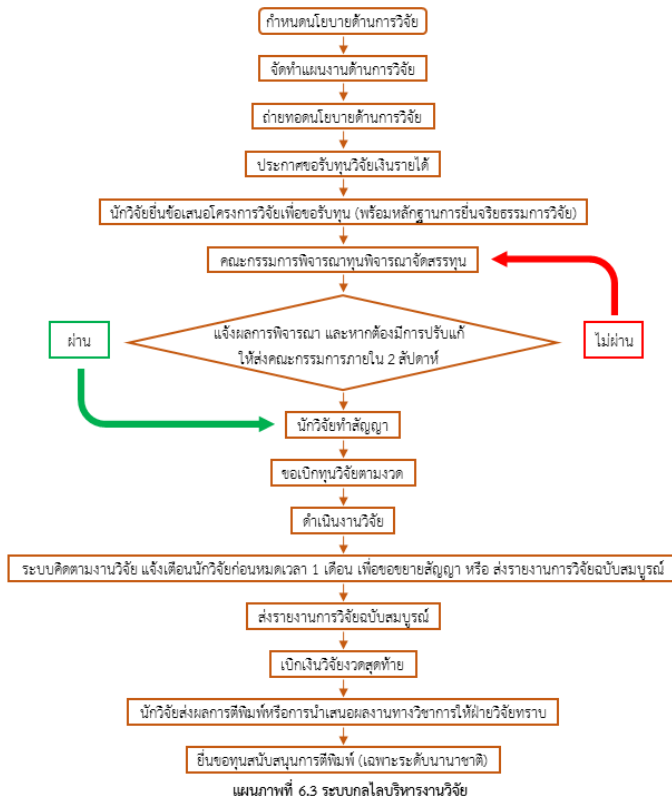 กำหนดนโยบายด้านการวิจัย
จัดทำแผนงานด้านการวิจัย
ถ่ายทอดนโยบายด้านการวิจัย
ประกาศขอรับทุนวิจัยเงินรายได้
นักวิจัยยื่นข้อเสนอโครงการวิจัยเพื่อขอรับทุน (พร้อมหลักฐานการยื่นจริยธรรมการวิจัย)
คณะกรรมการพิจารณาทุนพิจารณาจัดสรรทุน
ผ่าน
แจ้งผลการพิจารณา และหากต้องมีการปรับแก้
ให้ส่งคณะกรรมการภายใน 2 สัปดาห์
ไม่ผ่าน
นักวิจัยทำสัญญา
ขอเบิกทุนวิจัยตามงวด
ดำเนินงานวิจัย
ระบบติดตามงานวิจัย แจ้งเตือนนักวิจัยก่อนหมดเวลา 1 เดือน เพื่อขอขยายสัญญา หรือ ส่งรายงานการวิจัยฉบับสมบูรณ์
ส่งรายงานการวิจัยฉบับสมบูรณ์
เบิกเงินวิจัยงวดสุดท้าย
นักวิจัยส่งผลการตีพิมพ์หรือการนำเสนอผลงานทางวิชาการให้ฝ่ายวิจัยทราบ
ยื่นขอทุนสนับสนุนการตีพิมพ์ (เฉพาะระดับนานาชาติ)
แผนภาพที่ 6.3 ระบบกลไลบริหารงานวิจัย